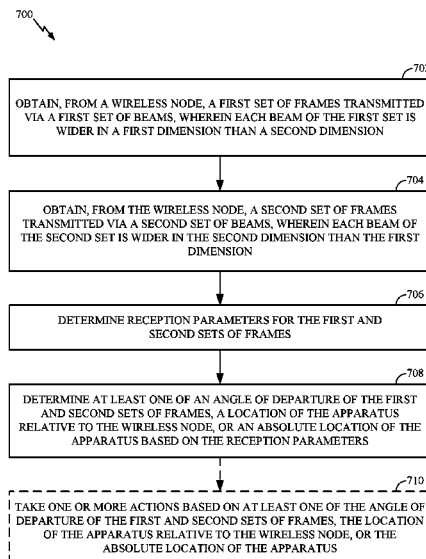 700
702
OBTAIN, FROM A WIRELESS NODE, A FIRST SET OF FRAMES TRANSMITTED
VIA A FIRST SET OF BEAMS, WHEREIN EACH BEAM OF THE FIRST SET IS
WIDER IN A FIRST DIMENSION THAN A SECOND DIMENSION
704
OBTAIN, FROM THE WIRELESS NODE, A SECOND SET OF FRAMES
TRANSMITTED VIA A SECOND SET OF BEAMS, WHEREIN EACH BEAM OF
THE SECOND SET IS WIDER IN THE SECOND DIMENSION THAN THE FIRST
DIMENSION
706
DETERMINE RECEPTION PARAMETERS FOR THE FIRST AND
SECOND SETS OF FRAMES
708
DETERMINE AT LEAST ONE OF AN ANGLE OF DEPARTURE OF THE FIRST
AND SECOND SETS OF FRAMES, A LOCATION OF THE APPARATUS
RELATIVE TO THE WIRELESS NODE, OR AN ABSOLUTE LOCATION OF THE
APPARATUS BASED ON THE RECEPTION PARAMETERS
710
TAKE ONE OR MORE ACTIONS BASED ON AT LEAST ONE OF THE ANGLE OF
DEPARTURE OF THE FIRST AND SECOND SETS OF FRAMES, THE LOCATION
OF THE APPARATUS RELATIVE TO THE WIRELESS NODE, OR THE
ABSOLUTE LOCATION OF THE APPARATUS